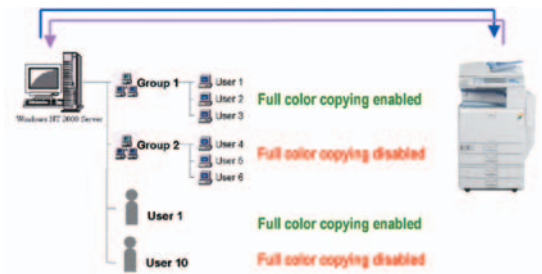 Group 1
User 1
User 2
User 3
Full color copying enabled
Windows NT 2000 Server
Group 2
User 4
User 5
User 6
Full color copying disabled
User 1
Full color copying enabled
User 10
Full color copying disabled